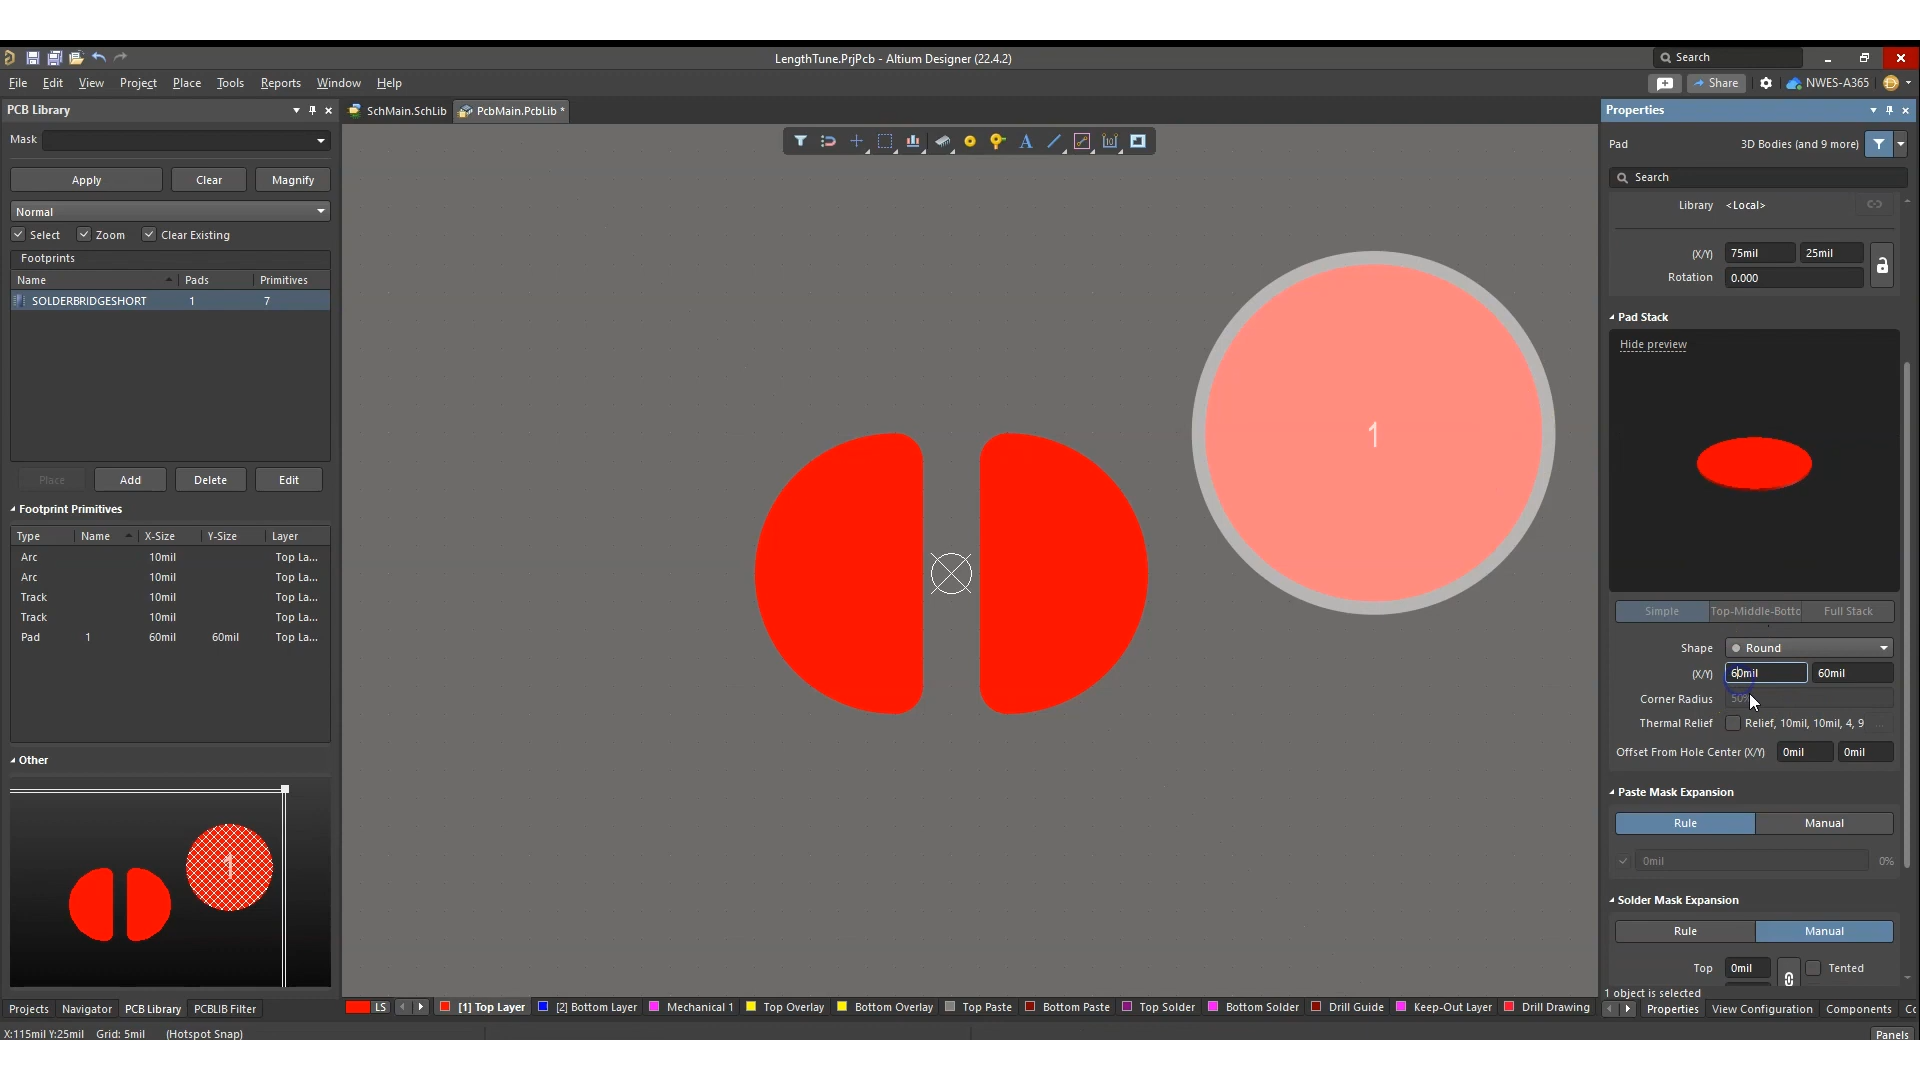 LengthTune.PrjPcb - Altium Designer (22.4.2)
Search
File Edit View Project Place Tools Reports Window Help
Share NWES-A365
PCB Library
SchMain.SchLib PcbMain.PcbLib *
Properties
Mask
Pad 3D Bodies (and 9 more)
Apply Clear Magnify
Search
Normal
Library <Local>
Select Zoom Clear Existing
Footprints
(X/Y) 75mil 25mil
Name Pads Primitives
Rotation 0.000
SOLDERBRIDGESHORT 1 7
Pad Stack
Hide preview
1
Place Add Delete Edit
Footprint Primitives
Type Name X-Size Y-Size Layer
Arc 10mil Top La...
Arc 10mil Top La...
Track 10mil Top La...
Track 10mil Top La...
Pad 1 60mil 60mil Top La...
Simple Top-Middle-Botto Full Stack
Shape Round
(X/Y) 60mil 60mil
Corner Radius 50%
Thermal Relief Relief, 10mil, 10mil, 4, 9 ...
Offset From Hole Center (X/Y) 0mil 0mil
Other
1
Paste Mask Expansion
Rule Manual
0mil 0%
Solder Mask Expansion
Rule Manual
Top 0mil Tented
1 object is selected
Projects Navigator PCB Library PCBLIB Filter
LS [1] Top Layer [2] Bottom Layer Mechanical 1 Top Overlay Bottom Overlay Top Paste Bottom Paste Top Solder Bottom Solder Drill Guide Keep-Out Layer Drill Drawing
Properties View Configuration Components Co
X:115mil Y:25mil Grid: 5mil (Hotspot Snap)
Panels